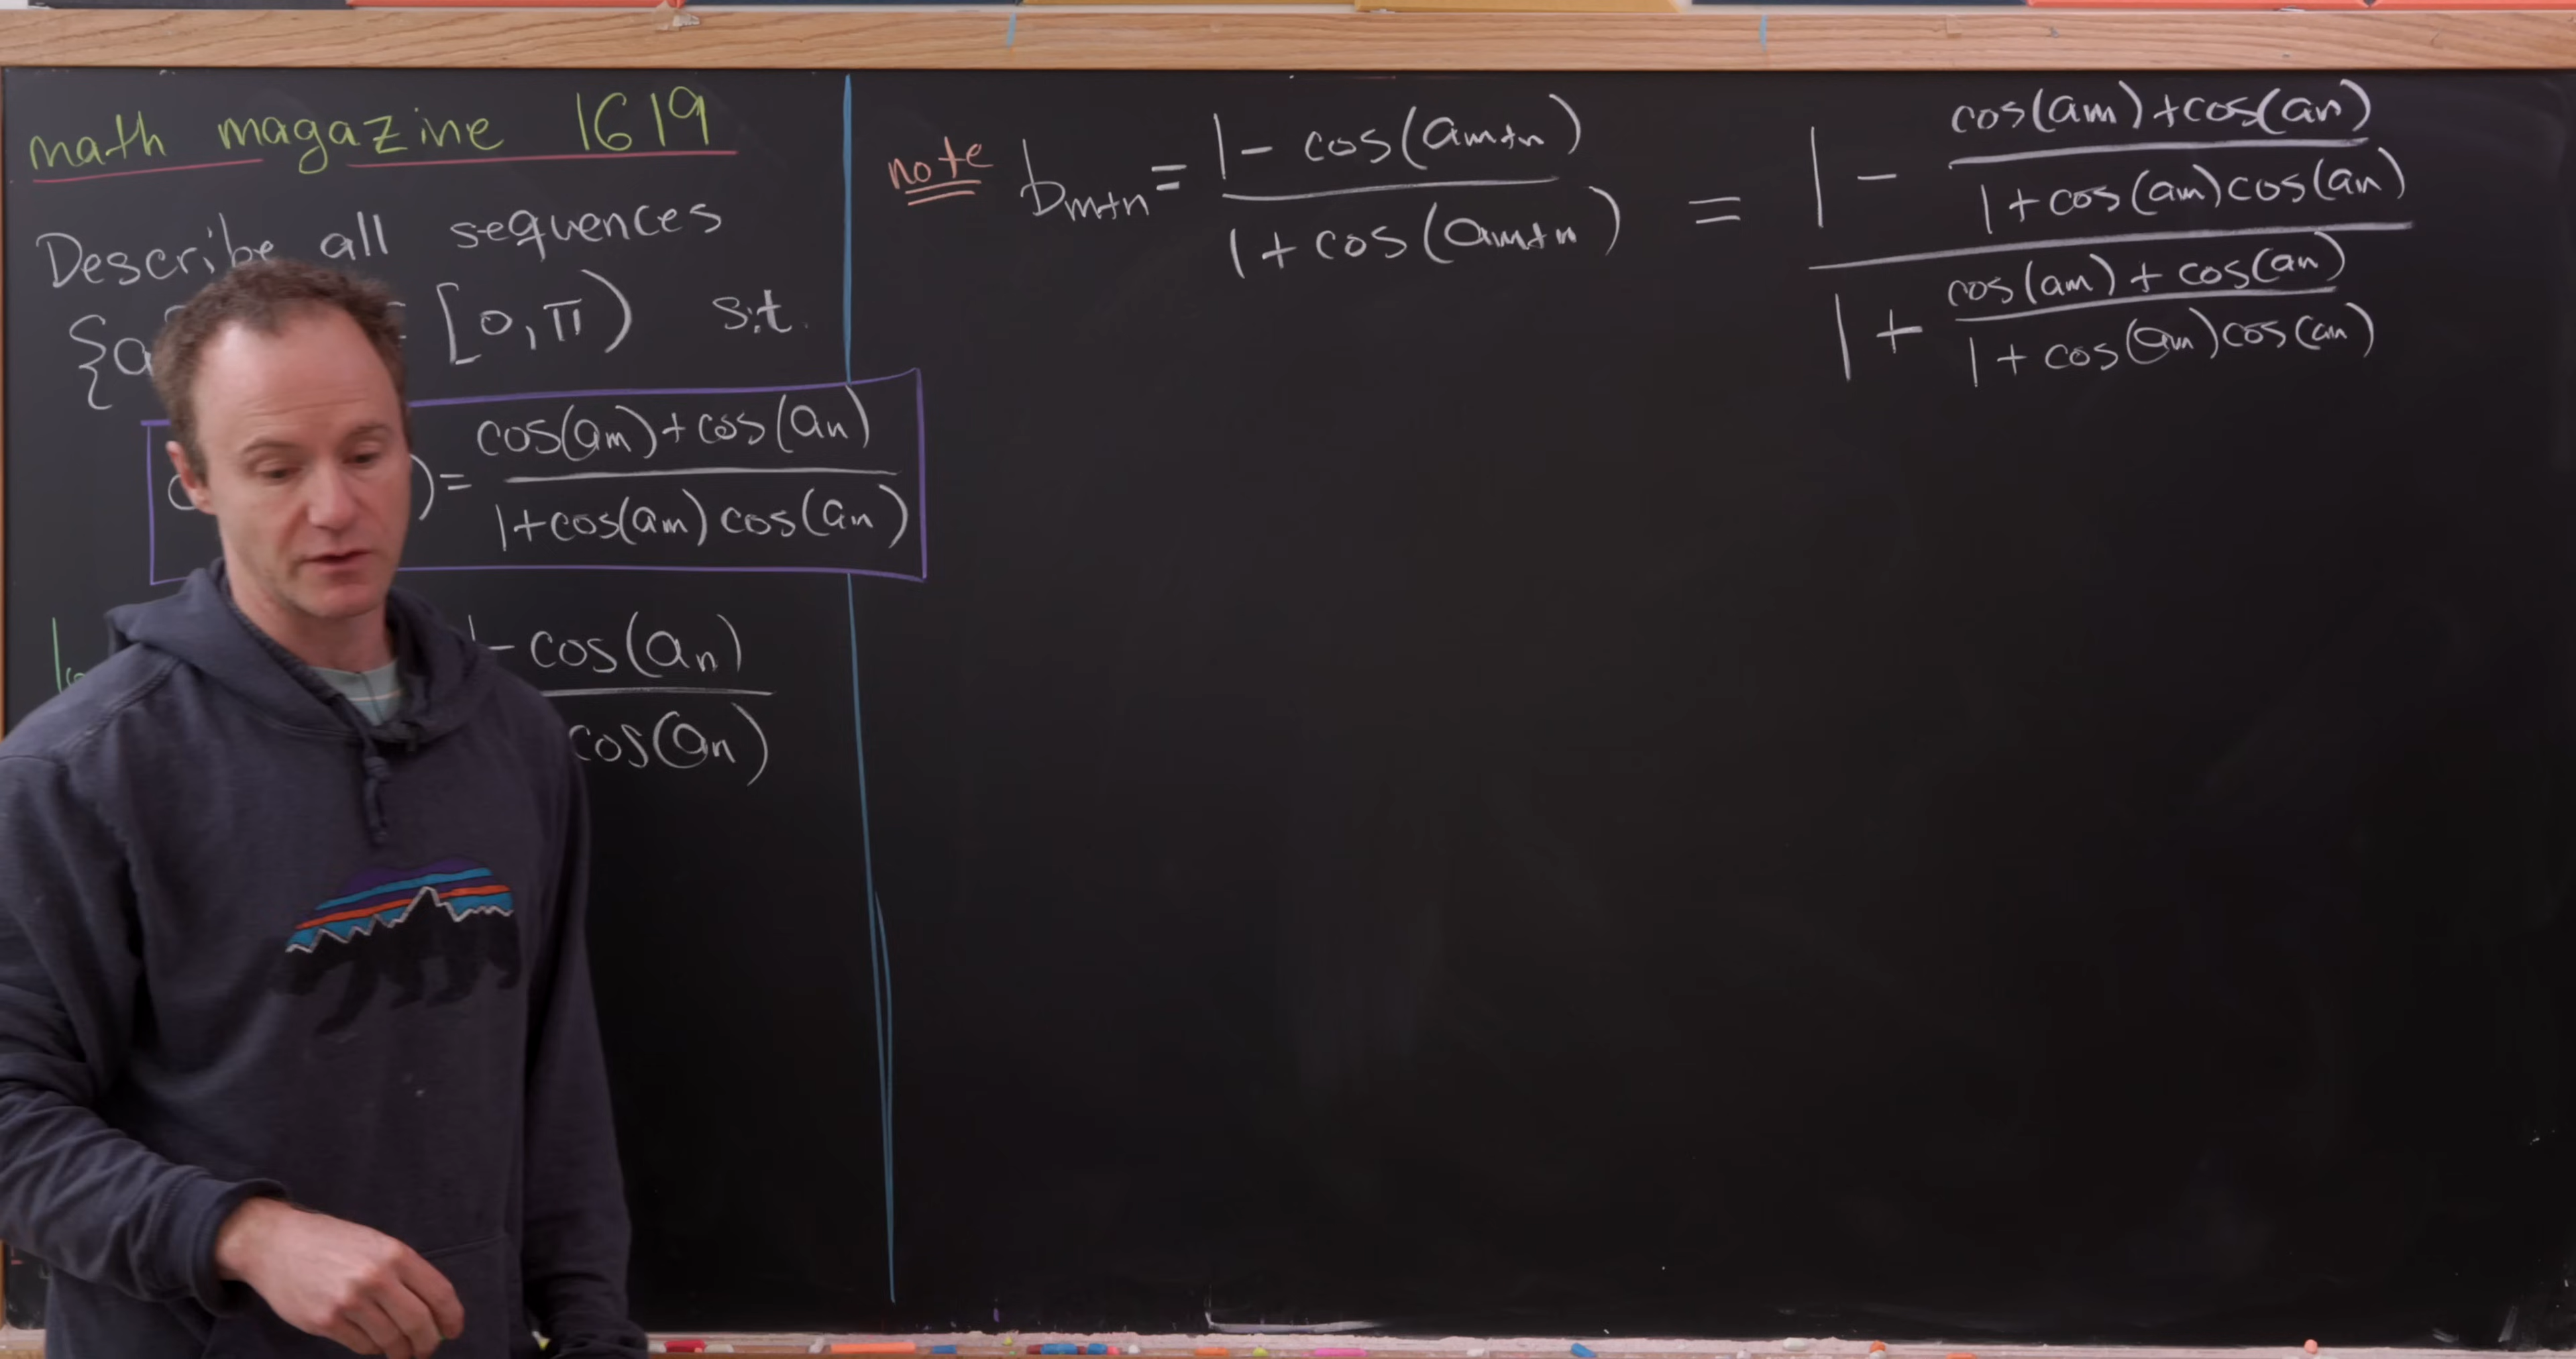 math magazine 1619
Describe all sequences
{a [0,π) s.t.
)= cos(am)+cos(an)
1+cos(am)cos(an)
- cos(an)
cos(an)
note bm+n = 1 - cos(am+n)
1 + cos(am+n)
= 1 - cos(am)+cos(an)
1+cos(am)cos(an)
1 + cos(am) + cos(an)
1 + cos(am)cos(an)